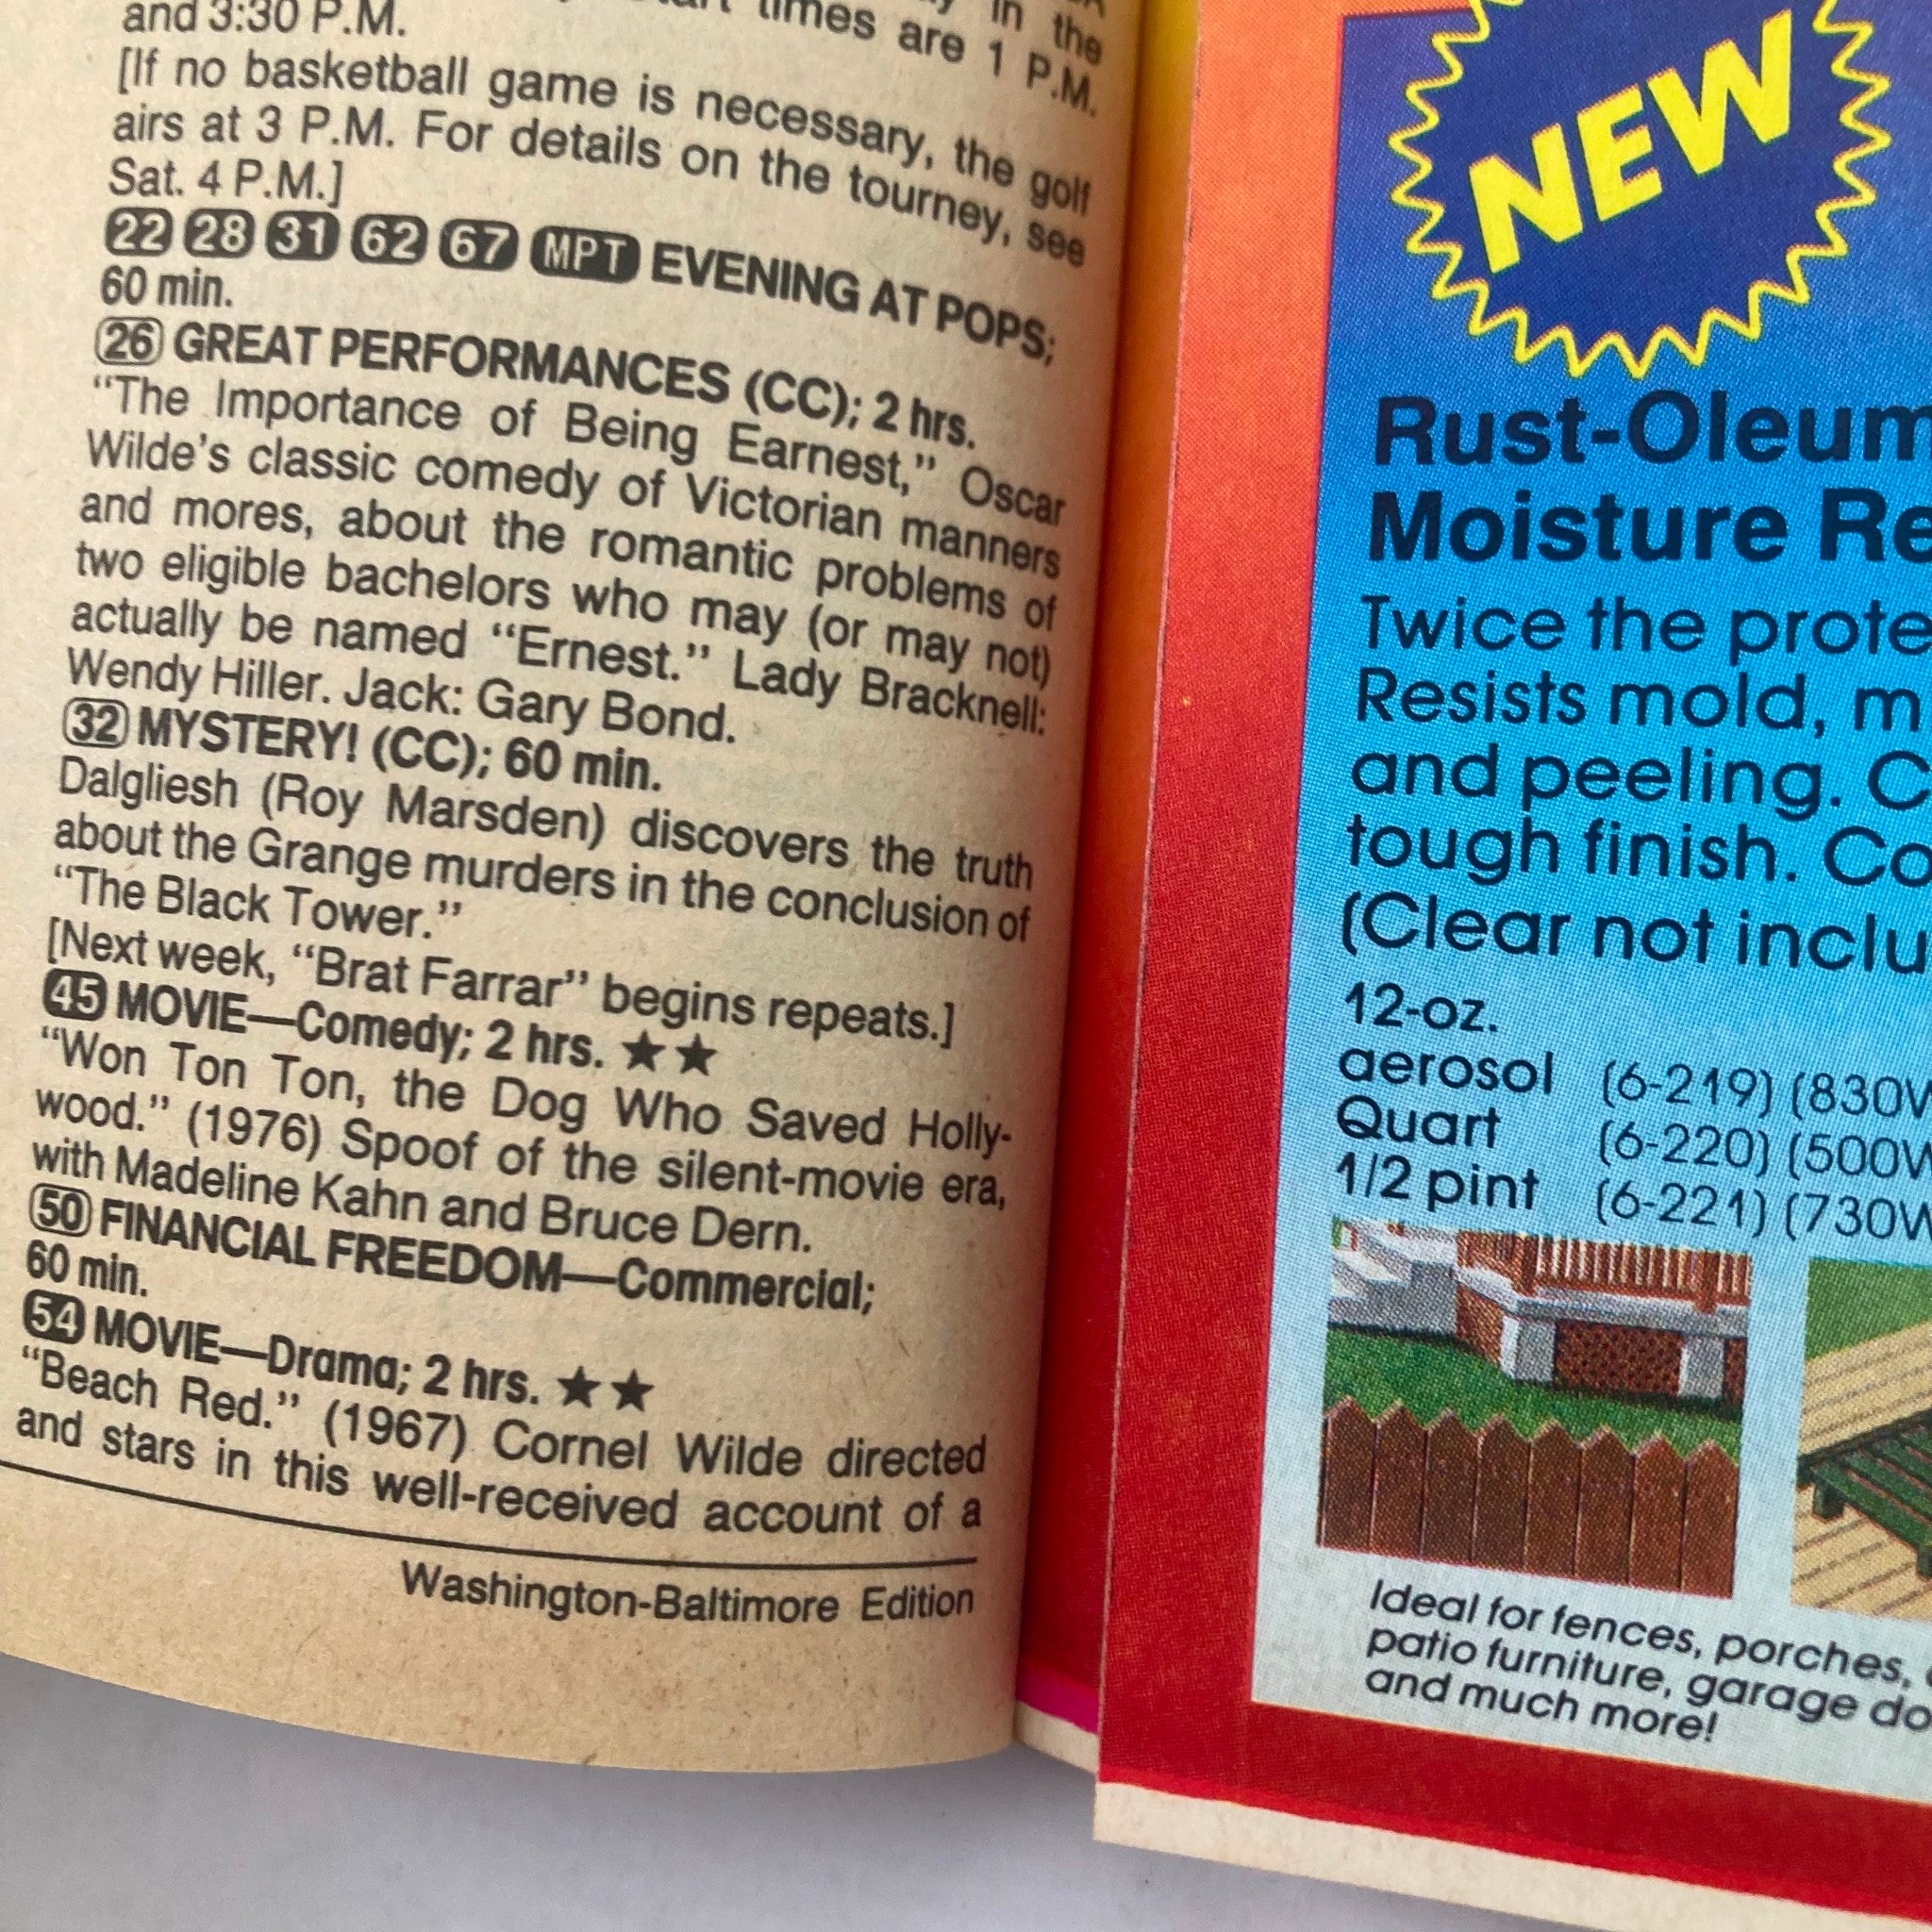 and 3:30 P.M.
times are 1 P.M.
in the
[If no basketball game is necessary, the golf
airs at 3 P.M. For details on the tourney, see
Sat. 4 P.M.]
22 28 31 62 67 MPT EVENING AT POPS;
60 min.
26 GREAT PERFORMANCES (CC); 2 hrs.
“The Importance of Being Earnest,” Oscar
Wilde’s classic comedy of Victorian manners
and mores, about the romantic problems of
two eligible bachelors who may (or may not)
actually be named “Ernest.” Lady Bracknell:
Wendy Hiller. Jack: Gary Bond.
32 MYSTERY! (CC); 60 min.
Dalgliesh (Roy Marsden) discovers the truth
about the Grange murders in the conclusion of
“The Black Tower.”
[Next week, “Brat Farrar” begins repeats.]
45 MOVIE—Comedy; 2 hrs. ★★
“Won Ton Ton, the Dog Who Saved Holly-
wood.” (1976) Spoof of the silent-movie era,
with Madeline Kahn and Bruce Dern.
50 FINANCIAL FREEDOM—Commercial;
60 min.
54 MOVIE—Drama; 2 hrs. ★★
“Beach Red.” (1967) Cornel Wilde directed
and stars in this well-received account of a
Washington-Baltimore Edition
NEW
Rust-Oleum
Moisture Re
Twice the prote
Resists mold, m
and peeling. C
tough finish. Co
(Clear not inclu
12-oz.
aerosol (6-219) (830W
Quart (6-220) (500W
1/2 pint (6-221) (730W
Ideal for fences, porches,
patio furniture, garage do
and much more!